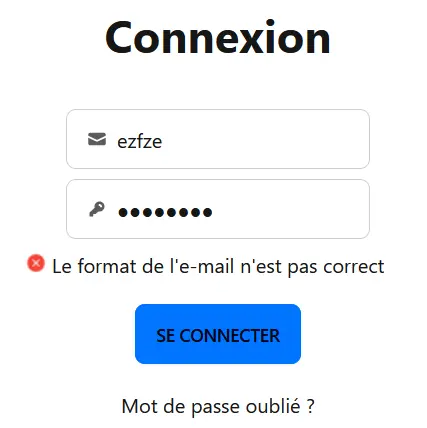 Connexion
ezfze
••••••••
Le format de l'e-mail n'est pas correct
SE CONNECTER
Mot de passe oublié ?